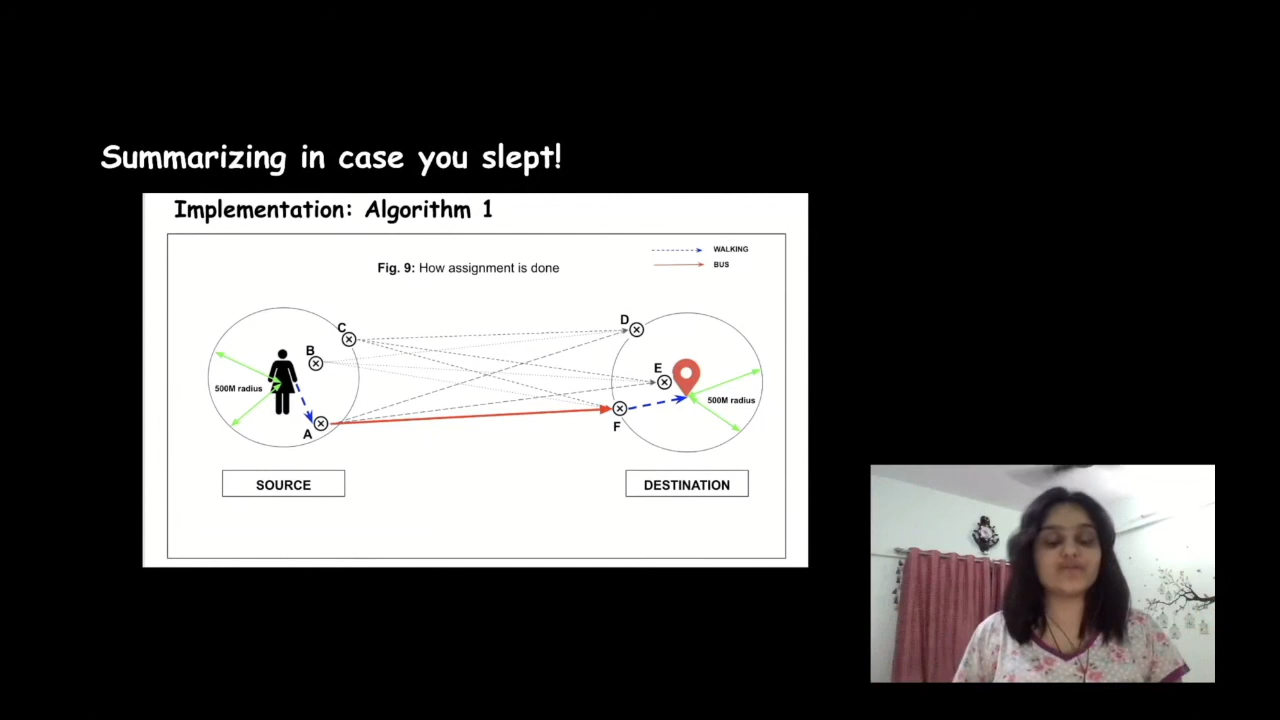 Summarizing in case you slept!
Implementation: Algorithm 1
WALKING
BUS
Fig. 9: How assignment is done
C
B
A
500M radius
D
E
F
500M radius
SOURCE
DESTINATION